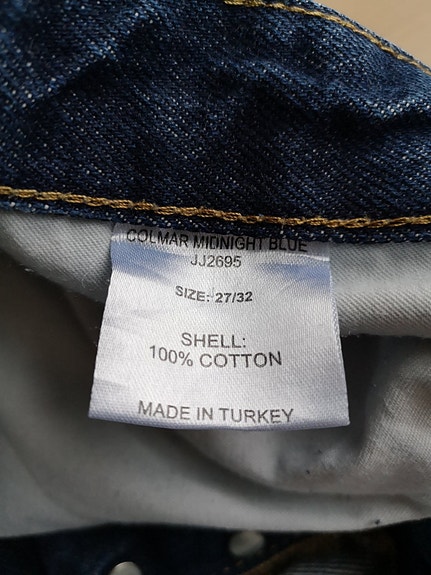 COLMAR MIDNIGHT BLUE
JJ2695
SIZE: 27/32
SHELL:
100% COTTON
MADE IN TURKEY